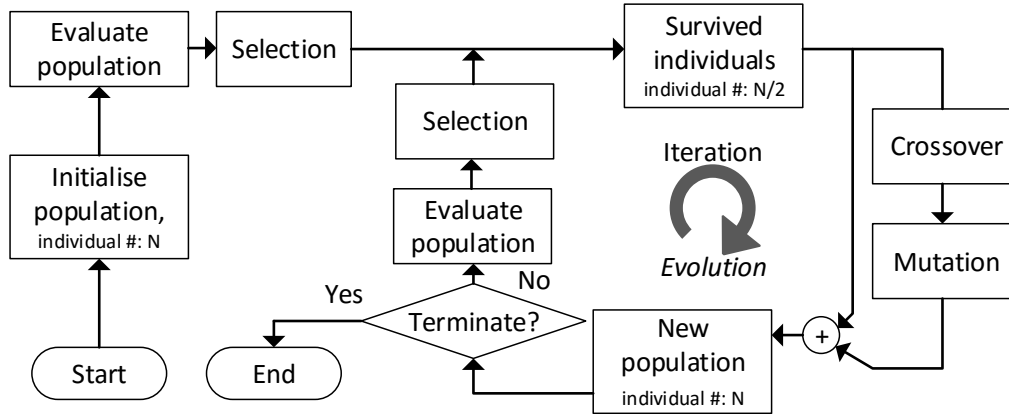 Evaluate
population
Selection
Survived
individuals
individual #: N/2
Selection
Crossover
Iteration
Initialise
population,
individual #: N
Evaluate
population
Evolution
Mutation
Yes
No
Terminate?
+
New
population
individual #: N
Start
End